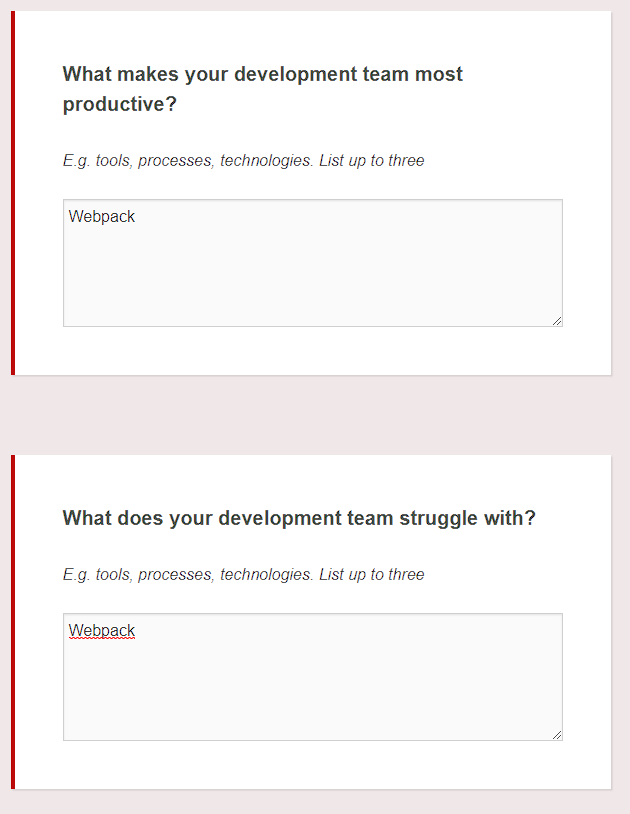 What makes your development team most
productive?
E.g. tools, processes, technologies. List up to three
Webpack
What does your development team struggle with?
E.g. tools, processes, technologies. List up to three
Webpack